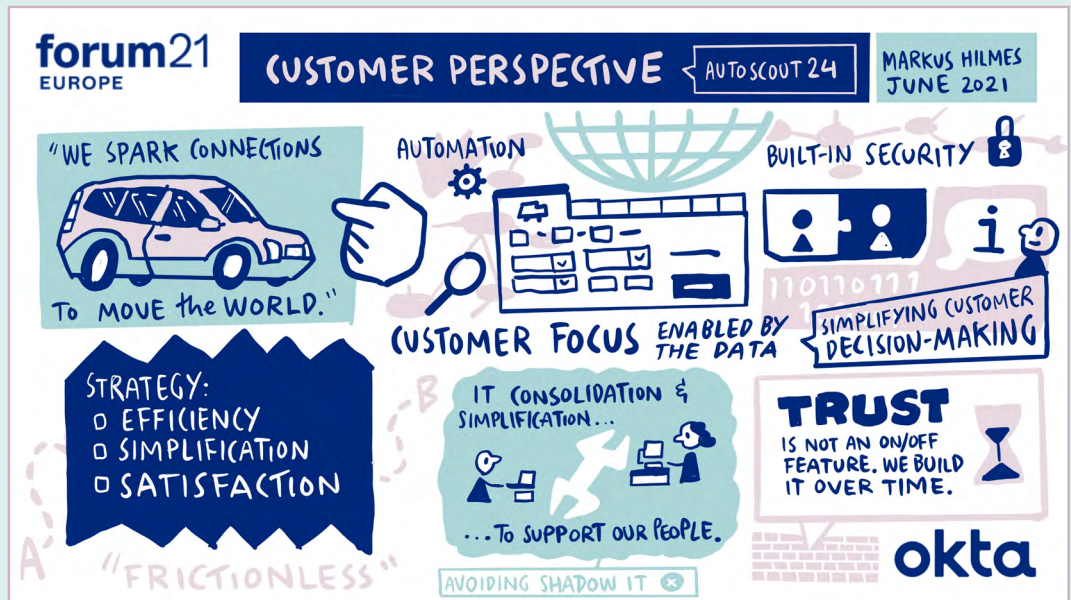 forum21
EUROPE
CUSTOMER PERSPECTIVE
AUTOSCOUT 24
MARKUS HILMES
JUNE 2021
"WE SPARK CONNECTIONS
TO MOVE the WORLD."
AUTOMATION
BUILT-IN SECURITY
i
110110111
CUSTOMER FOCUS
ENABLED BY
THE DATA
SIMPLIFYING CUSTOMER
DECISION-MAKING
STRATEGY:
EFFICIENCY
SIMPLIFICATION
SATISFACTION
A
B
"FRICTIONLESS"
IT CONSOLIDATION &
SIMPLIFICATION...
...TO SUPPORT OUR PEOPLE.
AVOIDING SHADOW IT
TRUST
IS NOT AN ON/OFF
FEATURE. WE BUILD
IT OVER TIME.
okta